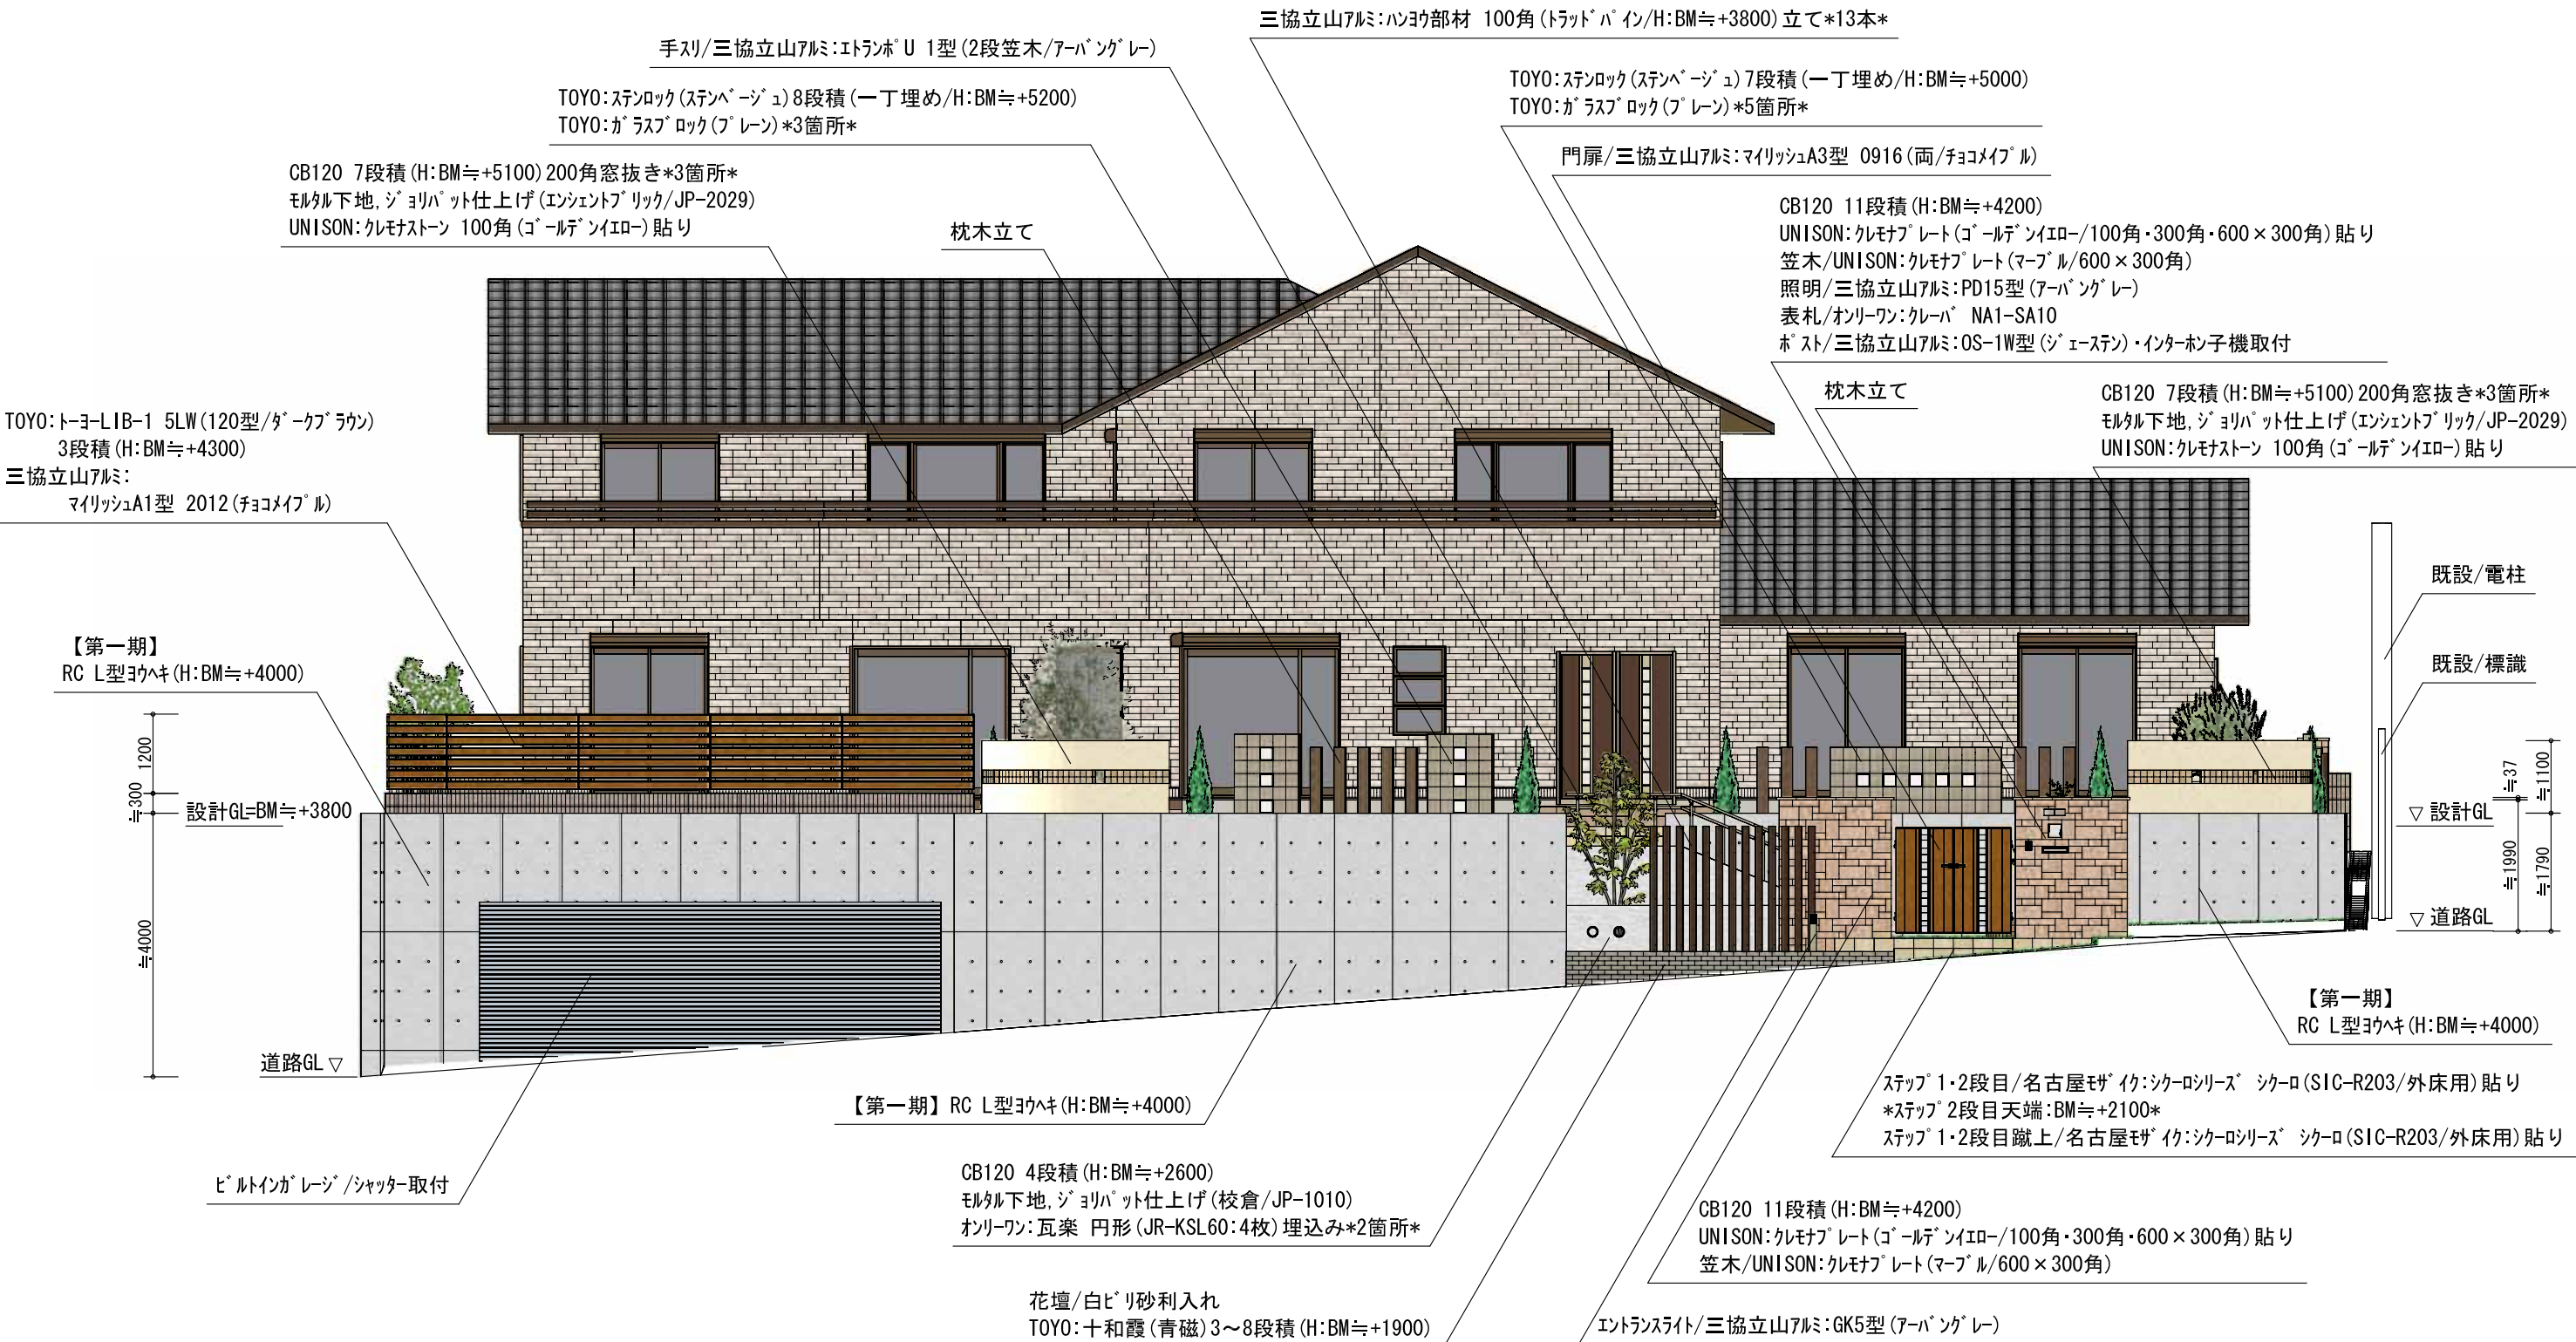 三協立山アルミ:ハンヨウ部材 100角(トラッドパイン/H:BM≒+3800)立て*13本*
手スリ/三協立山アルミ:エトランポU 1型(2段笠木/アーバングレー)
TOYO:ステンロック(ステンベージュ)8段積(一丁埋め/H:BM≒+5200)
TOYO:ガラスブロック(プレーン)*3箇所*
TOYO:ステンロック(ステンベージュ)7段積(一丁埋め/H:BM≒+5000)
TOYO:ガラスブロック(プレーン)*5箇所*
門扉/三協立山アルミ:マイリッシュA3型 0916(両/チョコメイプル)
CB120 7段積(H:BM≒+5100)200角窓抜き*3箇所*
モルタル下地,ジョリパット仕上げ(エンシェントブリック/JP-2029)
UNISON:クレモナストーン 100角(ゴールデンイエロー)貼り
枕木立て
CB120 11段積(H:BM≒+4200)
UNISON:クレモナプレート(ゴールデンイエロー/100角・300角・600×300角)貼り
笠木/UNISON:クレモナプレート(マーブル/600×300角)
照明/三協立山アルミ:PD15型(アーバングレー)
表札/オンリーワン:クレーバ NA1-SA10
ポスト/三協立山アルミ:OS-1W型(ジェーステン)・インターホン子機取付
枕木立て
CB120 7段積(H:BM≒+5100)200角窓抜き*3箇所*
モルタル下地,ジョリパット仕上げ(エンシェントブリック/JP-2029)
UNISON:クレモナストーン 100角(ゴールデンイエロー)貼り
TOYO:トーヨーLIB-1 5LW(120型/ダークブラウン)
3段積(H:BM≒+4300)
三協立山アルミ:
マイリッシュA1型 2012(チョコメイプル)
既設/電柱
既設/標識
【第一期】
RC L型ヨウヘキ(H:BM≒+4000)
1200
≒300
設計GL=BM≒+3800
≒4000
道路GL ▽
≒37
≒1100
▽ 設計GL
≒1990
≒1790
▽ 道路GL
【第一期】
RC L型ヨウヘキ(H:BM≒+4000)
【第一期】RC L型ヨウヘキ(H:BM≒+4000)
ビルトインガレージ/シャッター取付
ステップ1・2段目/名古屋モザイク:シクーロシリーズ シクーロ(SIC-R203/外床用)貼り
*ステップ2段目天端:BM≒+2100*
ステップ1・2段目蹴上/名古屋モザイク:シクーロシリーズ シクーロ(SIC-R203/外床用)貼り
CB120 4段積(H:BM≒+2600)
モルタル下地,ジョリパット仕上げ(校倉/JP-1010)
オンリーワン:瓦楽 円形(JR-KSL60:4枚)埋込み*2箇所*
CB120 11段積(H:BM≒+4200)
UNISON:クレモナプレート(ゴールデンイエロー/100角・300角・600×300角)貼り
笠木/UNISON:クレモナプレート(マーブル/600×300角)
花壇/白ビリ砂利入れ
TOYO:十和霞(青磁)3～8段積(H:BM≒+1900)
エントランスライト/三協立山アルミ:GK5型(アーバングレー)